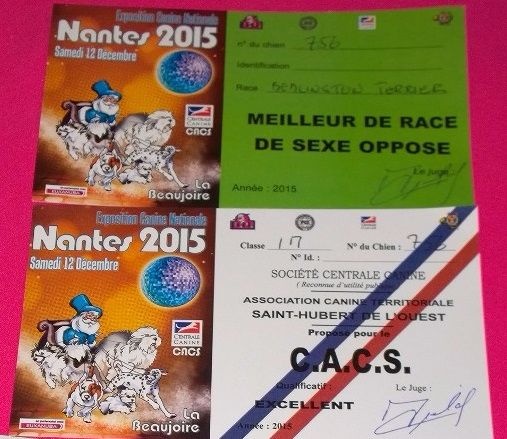 Exposition Canine Nationale
Nantes 2015
Samedi 12 Décembre
CENTRALE
CANINE
CACS
EUKANUBA
La
Beaujoire
n° du chien : 756
Identification
Race : BEDLINGTON TERRIER
MEILLEUR DE RACE
DE SEXE OPPOSE
Le Juge :
Année : 2015
Exposition Canine Nationale
Nantes 2015
Samedi 12 Décembre
CENTRALE
CANINE
CACS
EUKANUBA
La
Beaujoire
Classe : 17 N° du Chien : 756
N° Id. :
SOCIÉTÉ CENTRALE CANINE
( Reconnue d'utilité publique )
ASSOCIATION CANINE TERRITORIALE
SAINT-HUBERT DE L'OUEST
Proposé pour le
C.A.C.S.
Qualificatif : Le Juge :
EXCELLENT
Année : 2015